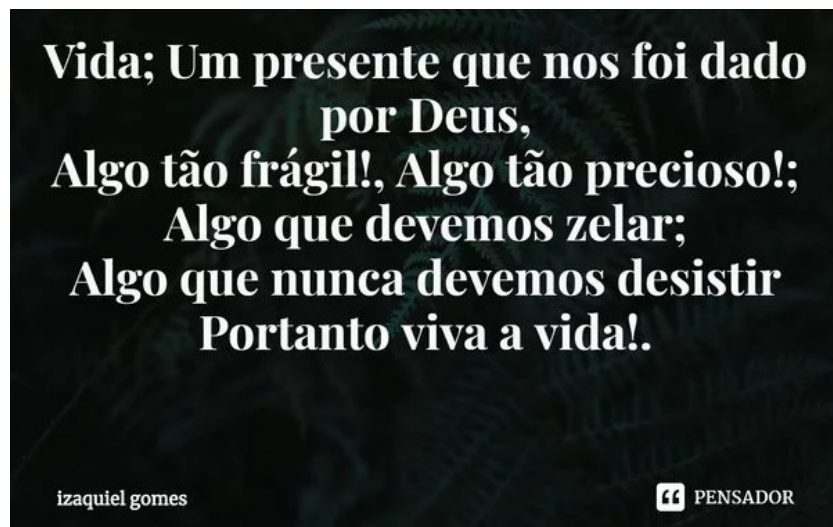 Vida; Um presente que nos foi dado
por Deus,
Algo tão frágil!, Algo tão precioso!;
Algo que devemos zelar;
Algo que nunca devemos desistir
Portanto viva a vida!.
izaquiel gomes
PENSADOR